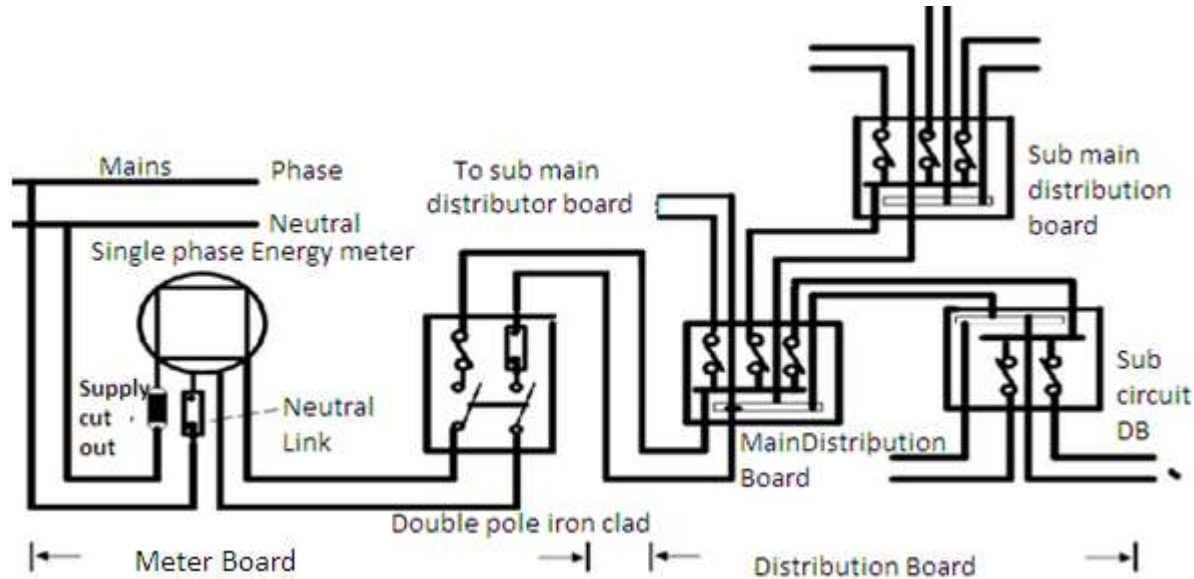 Mains
Phase
Neutral
Single phase Energy meter
Supply
cut
out
Neutral
Link
To sub main
distributor board
Double pole iron clad
Sub main
distribution
board
MainDistribution
Board
Sub
circuit
DB
Meter Board
Distribution Board